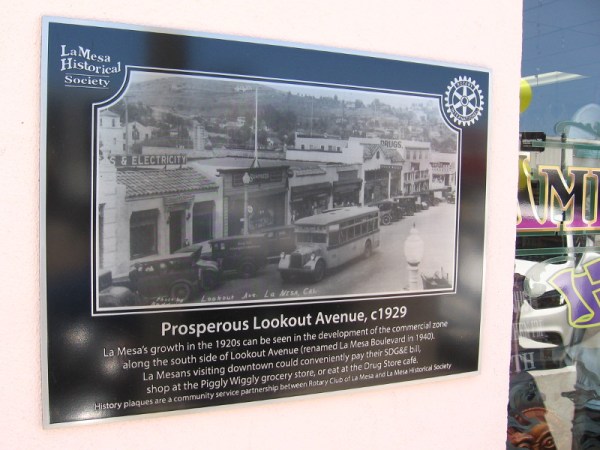 La Mesa
Historical
Society
S & ELECTRICITY
DRUGS
Lookout Ave La Mesa Cal
Prosperous Lookout Avenue, c1929
La Mesa's growth in the 1920s can be seen in the development of the commercial zone
along the south side of Lookout Avenue (renamed La Mesa Boulevard in 1940).
La Mesans visiting downtown could conveniently pay their SDG&E bill,
shop at the Piggly Wiggly grocery store, or eat at the Drug Store café.
History plaques are a community service partnership between Rotary Club of La Mesa and La Mesa Historical Society